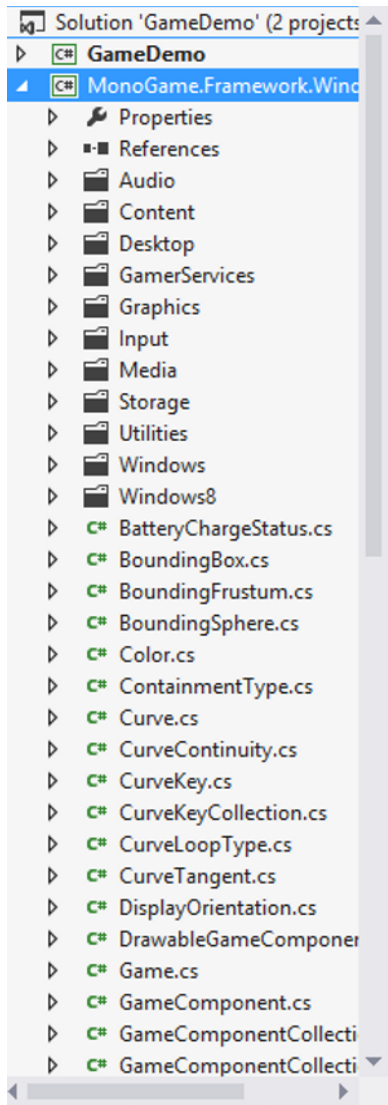 Solution 'GameDemo' (2 projects
C# GameDemo
C# MonoGame.Framework.Wind
Properties
References
Audio
Content
Desktop
GamerServices
Graphics
Input
Media
Storage
Utilities
Windows
Windows8
C# BatteryChargeStatus.cs
C# BoundingBox.cs
C# BoundingFrustum.cs
C# BoundingSphere.cs
C# Color.cs
C# ContainmentType.cs
C# Curve.cs
C# CurveContinuity.cs
C# CurveKey.cs
C# CurveKeyCollection.cs
C# CurveLoopType.cs
C# CurveTangent.cs
C# DisplayOrientation.cs
C# DrawableGameComponen
C# Game.cs
C# GameComponent.cs
C# GameComponentCollecti
C# GameComponentCollecti